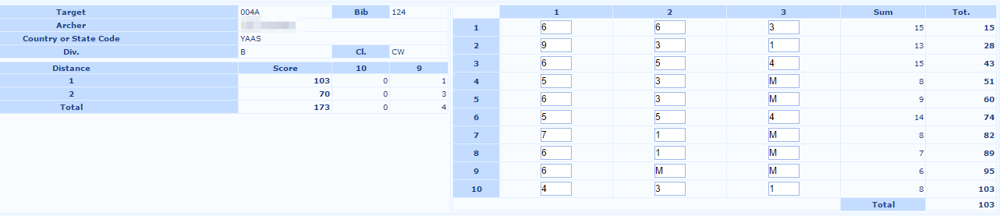 Target 004A Bib 124
Archer
Country or State Code YAAS
Div. B Cl. CW
Distance Score 10 9
1 103 0 1
2 70 0 3
Total 173 0 4
1 2 3 Sum Tot.
1 6 6 3 15 15
2 9 3 1 13 28
3 6 5 4 15 43
4 5 3 M 8 51
5 6 3 M 9 60
6 5 5 4 14 74
7 7 1 M 8 82
8 6 1 M 7 89
9 6 M M 6 95
10 4 3 1 8 103
Total 103